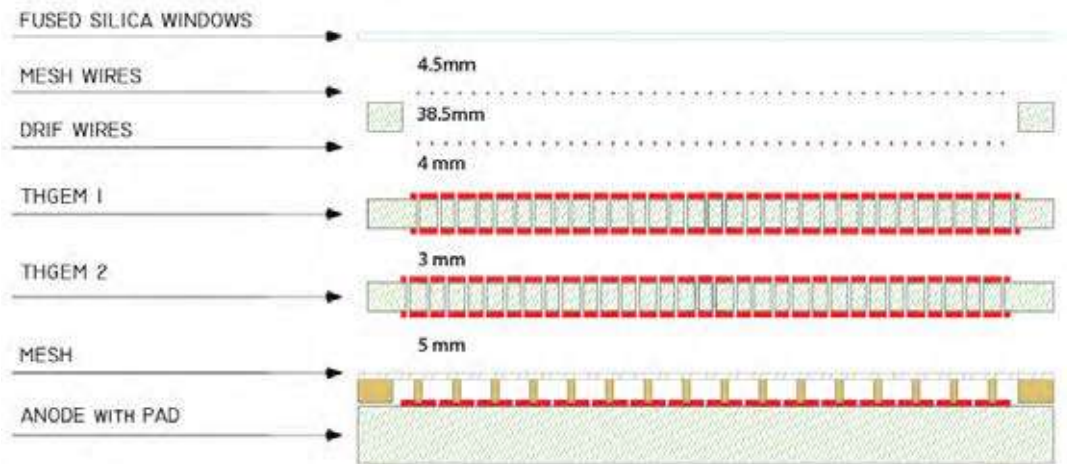 FUSED SILICA WINDOWS
4.5mm
MESH WIRES
38.5mm
DRIF WIRES
4 mm
THGEM 1
3 mm
THGEM 2
5 mm
MESH
ANODE WITH PAD